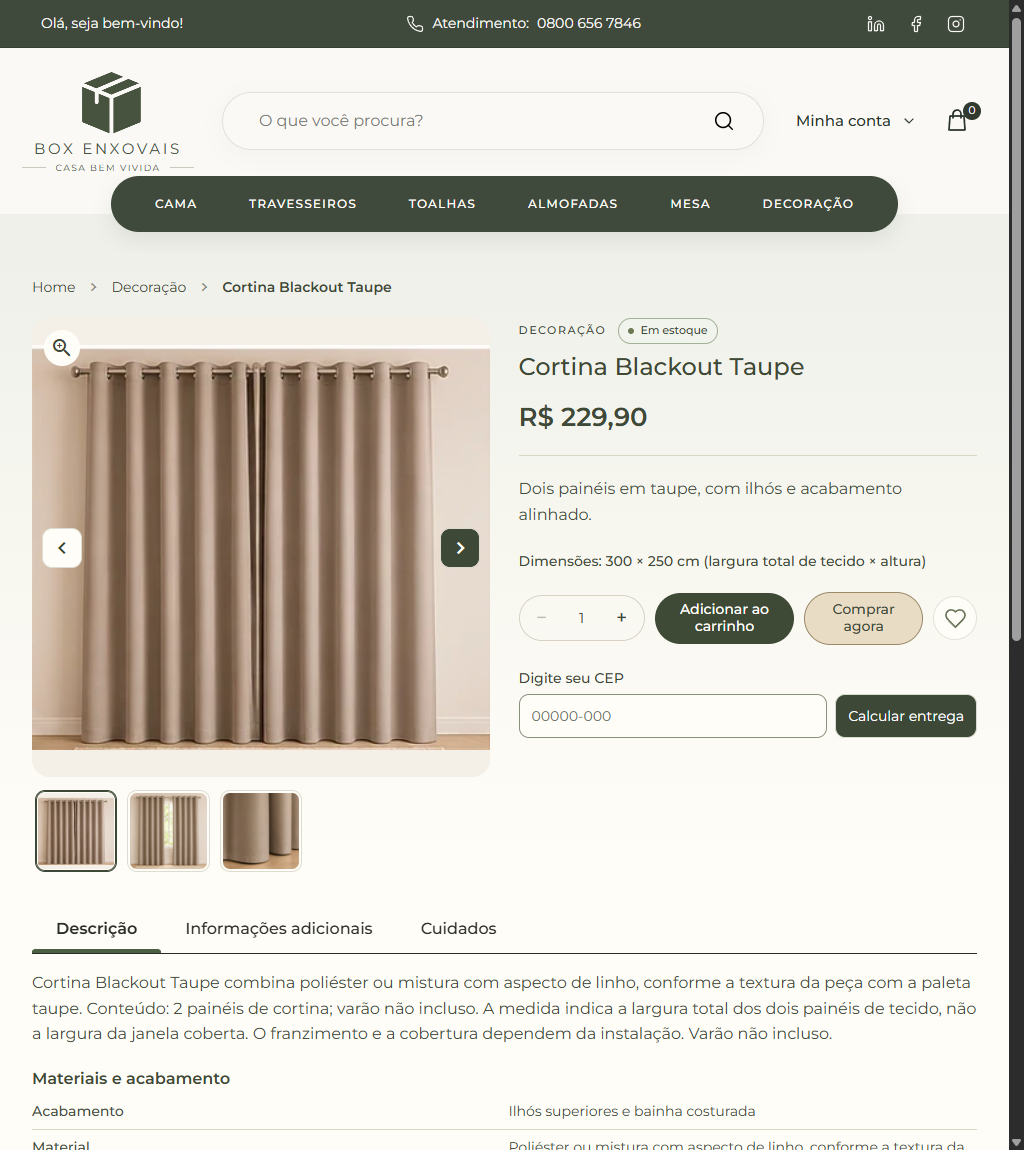 Olá, seja bem-vindo!
Atendimento: 0800 656 7846
BOX ENXOVAIS
CASA BEM VIVIDA
O que você procura?
Minha conta
0
CAMA TRAVESSEIROS TOALHAS ALMOFADAS MESA DECORAÇÃO
Home > Decoração > Cortina Blackout Taupe
DECORAÇÃO
Em estoque
Cortina Blackout Taupe
R$ 229,90
Dois painéis em taupe, com ilhós e acabamento
alinhado.
Dimensões: 300 × 250 cm (largura total de tecido × altura)
− 1 +
Adicionar ao
carrinho
Comprar
agora
Digite seu CEP
00000-000
Calcular entrega
Descrição Informações adicionais Cuidados
Cortina Blackout Taupe combina poliéster ou mistura com aspecto de linho, conforme a textura da peça com a paleta
taupe. Conteúdo: 2 painéis de cortina; varão não incluso. A medida indica a largura total dos dois painéis de tecido, não
a largura da janela coberta. O franzimento e a cobertura dependem da instalação. Varão não incluso.
Materiais e acabamento
Acabamento Ilhós superiores e bainha costurada
Material Poliéster ou mistura com aspecto de linho, conforme a textura da